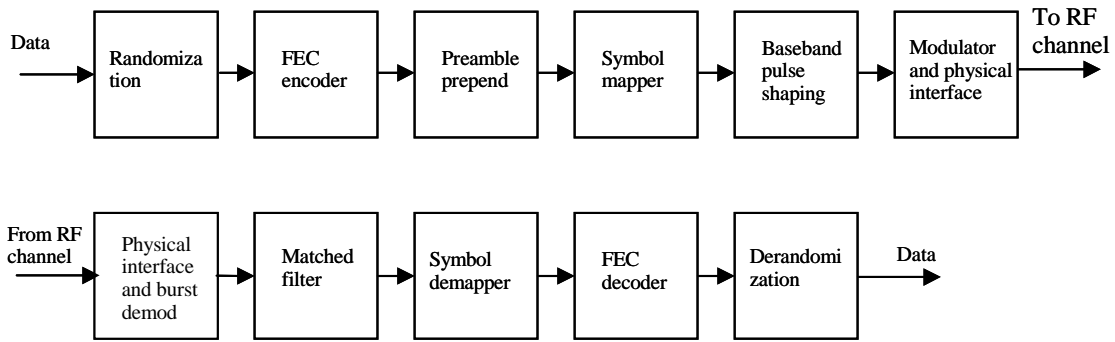 Data
Randomiza
tion
FEC
encoder
Preamble
prepend
Symbol
mapper
Baseband
pulse
shaping
Modulator
and physical
interface
To RF
channel
From RF
channel
Physical
interface
and burst
demod
Matched
filter
Symbol
demapper
FEC
decoder
Derandomi
zation
Data